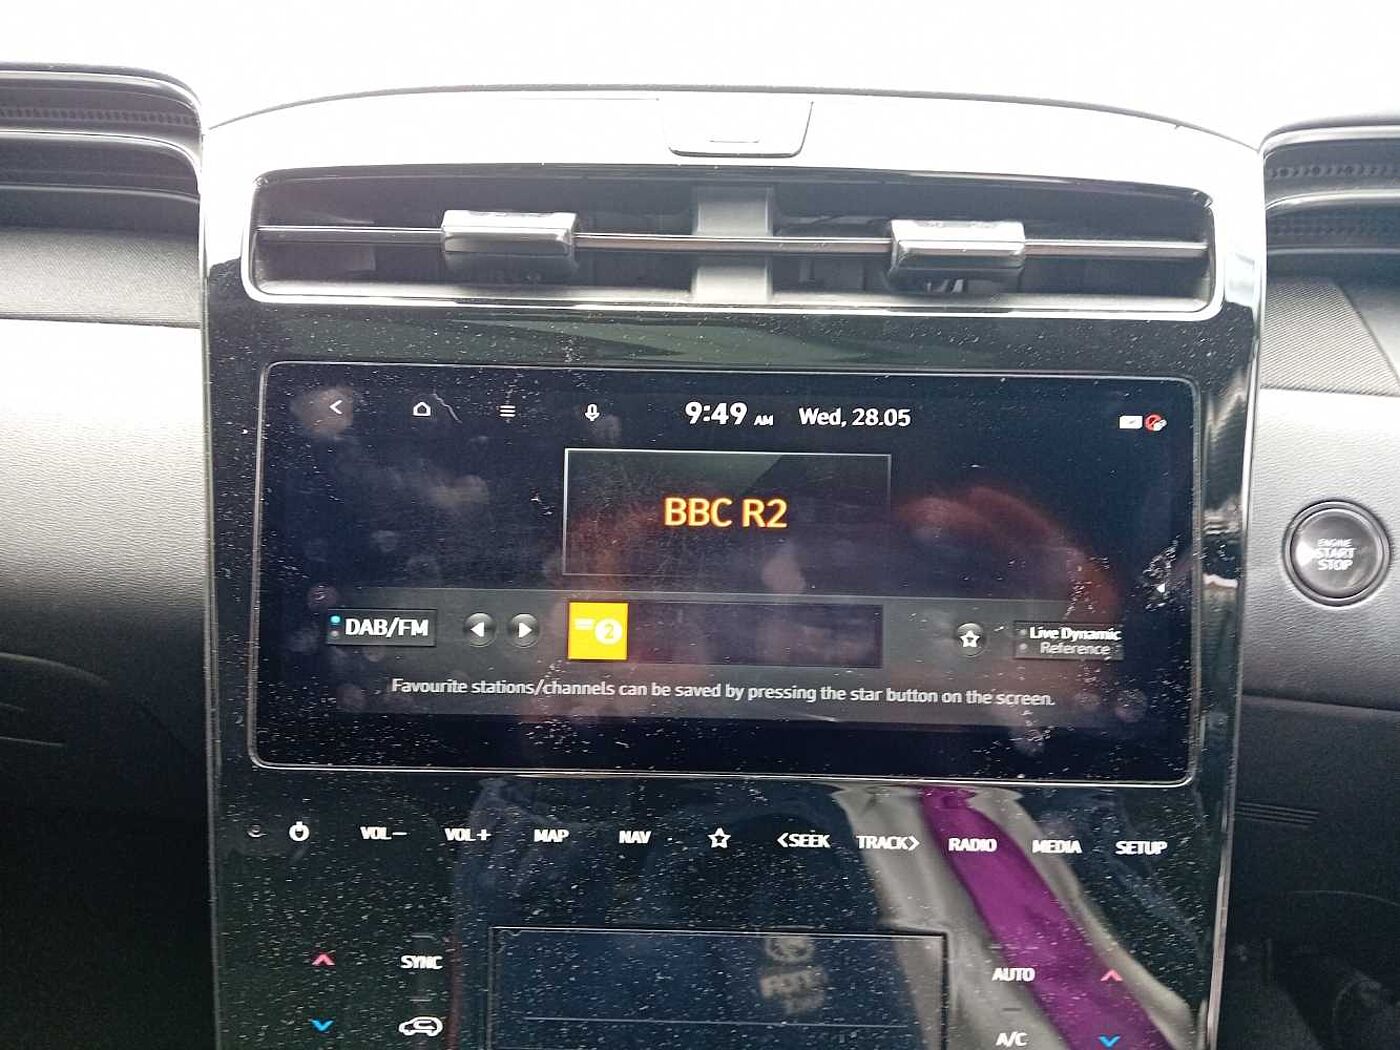 9:49 AM Wed, 28.05
BBC R2
DAB/FM
2
Live Dynamic
Reference
Favourite stations/channels can be saved by pressing the star button on the screen.
ENGINE
START
STOP
VOL− VOL+ MAP NAV <SEEK TRACK> RADIO MEDIA SETUP
SYNC AUTO
A/C